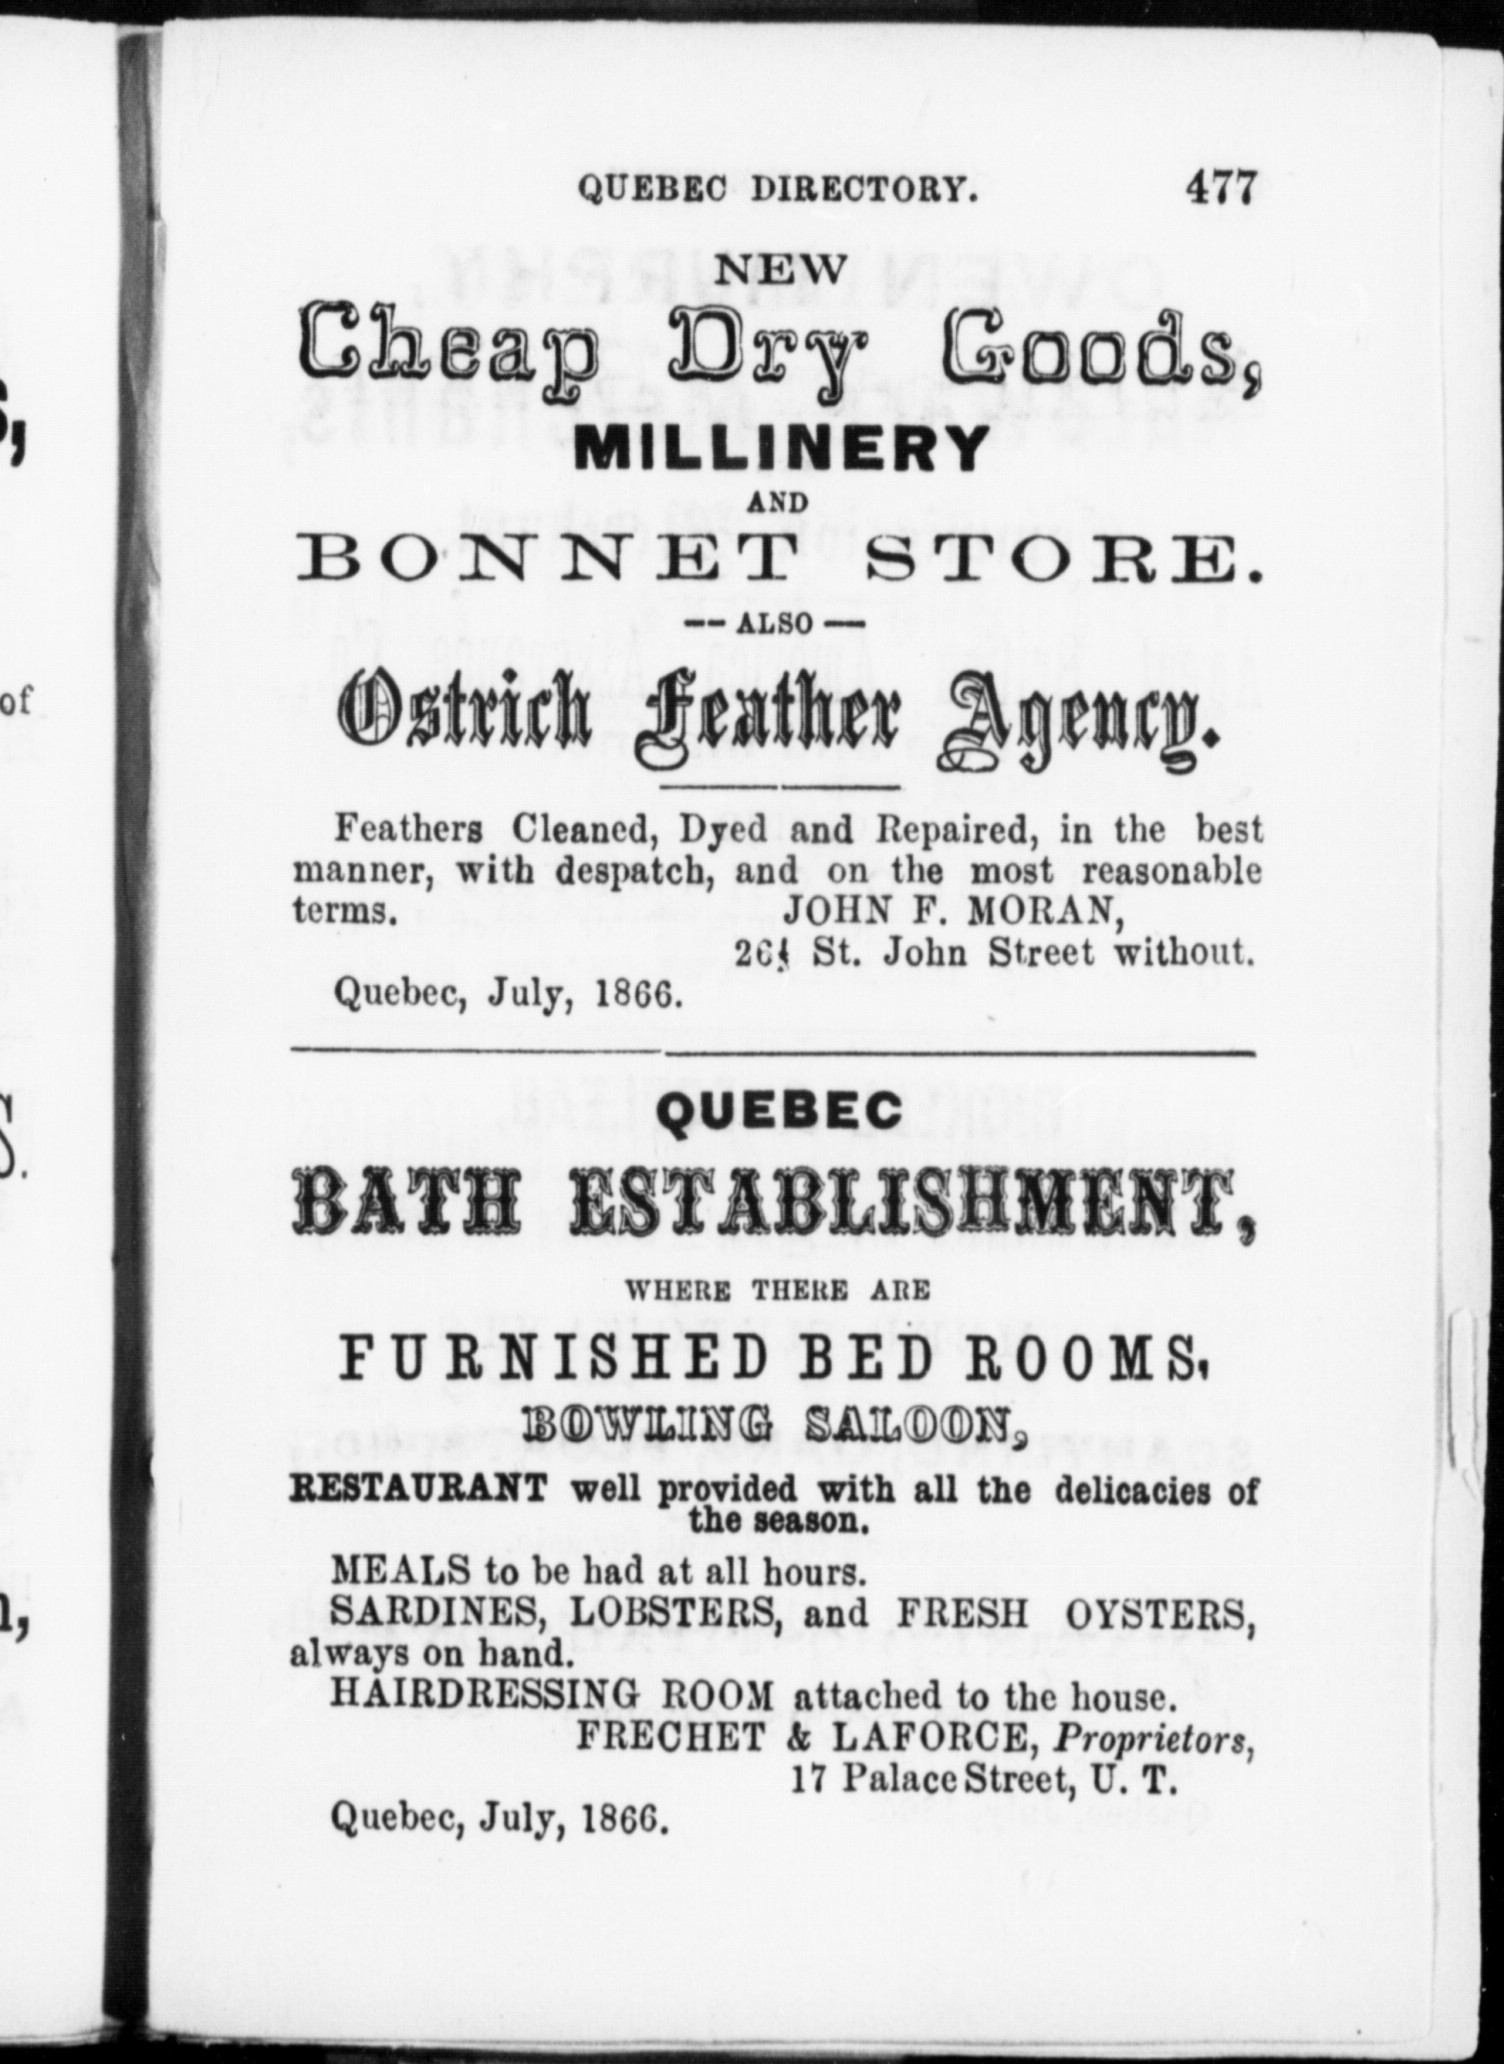 QUEBEC DIRECTORY. 477
NEW
Cheap Dry Goods,
MILLINERY
AND
BONNET STORE.
-- ALSO —
Ostrich Feather Agency.
Feathers Cleaned, Dyed and Repaired, in the best
manner, with despatch, and on the most reasonable
terms. JOHN F. MORAN,
St. John Street without.
Quebec, July, 1866.
QUEBEC
BATH ESTABLISHMENT,
WHERE THERE ARE
FURNISHED BED ROOMS,
BOWLING SALOON,
RESTAURANT well provided with all the delicacies of
the season.
MEALS to be had at all hours.
SARDINES, LOBSTERS, and FRESH OYSTERS,
always on hand.
HAIRDRESSING ROOM attached to the house.
FRECHET & LAFORCE, Proprietors,
17 Palace Street, U. T.
Quebec, July, 1866.
of